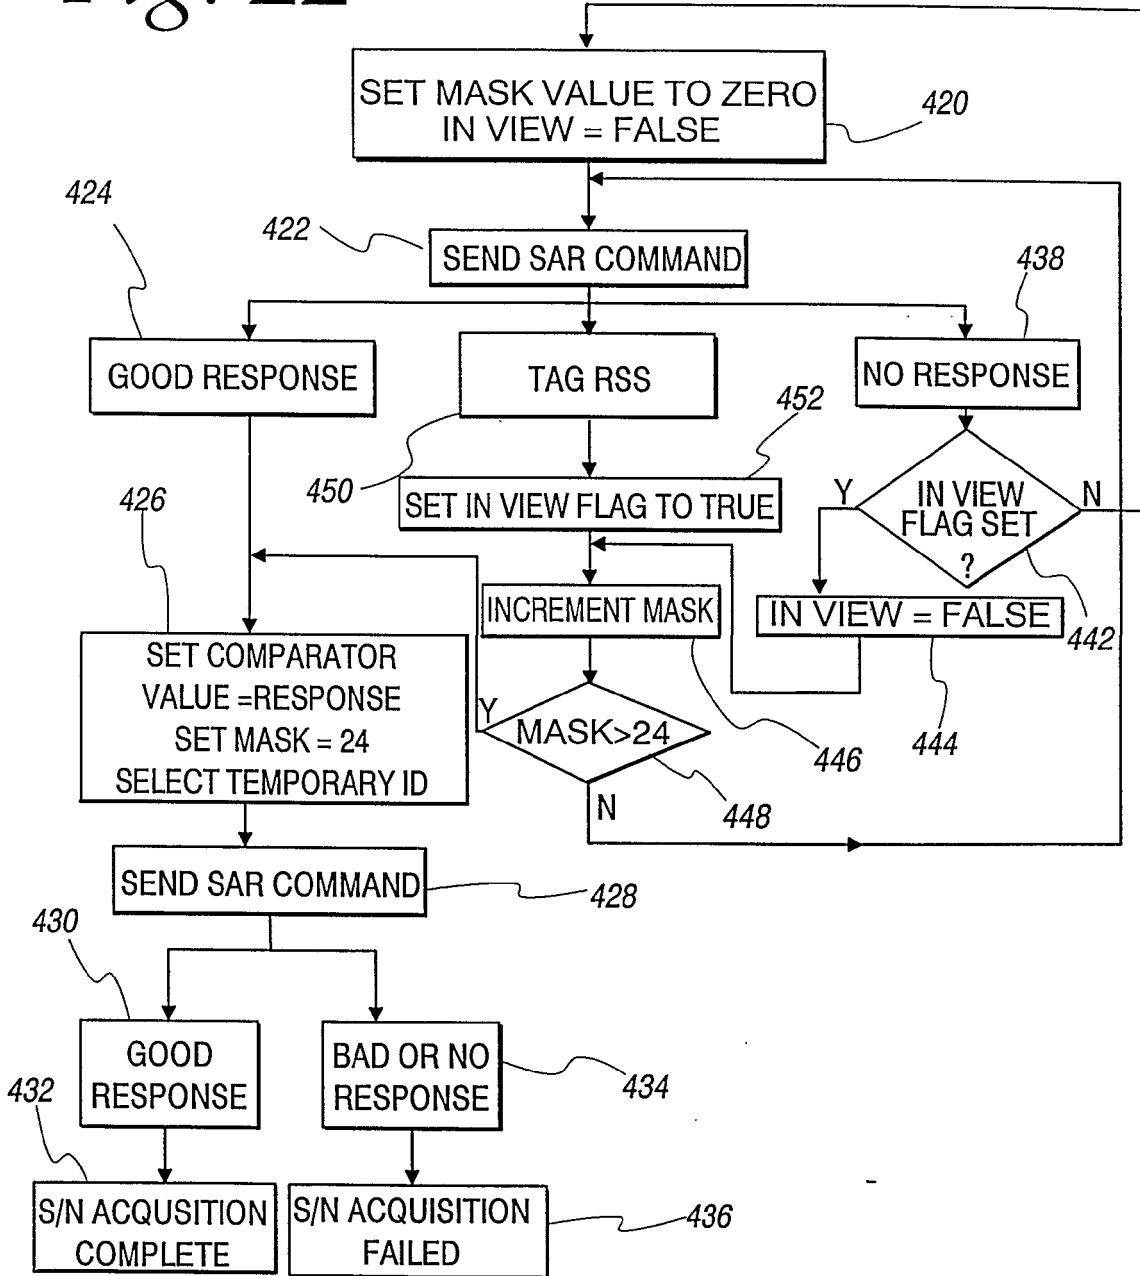 SET MASK VALUE TO ZERO
IN VIEW = FALSE
420
424
422
SEND SAR COMMAND
438
GOOD RESPONSE
TAG RSS
NO RESPONSE
452
450
SET IN VIEW FLAG TO TRUE
Y
IN VIEW
FLAG SET
?
N
426
INCREMENT MASK
IN VIEW = FALSE
442
SET COMPARATOR
VALUE =RESPONSE
SET MASK = 24
SELECT TEMPORARY ID
Y
MASK>24
446
444
N
448
SEND SAR COMMAND
428
430
GOOD
RESPONSE
BAD OR NO
RESPONSE
434
432
S/N ACQUSITION
COMPLETE
S/N ACQUISITION
FAILED
436